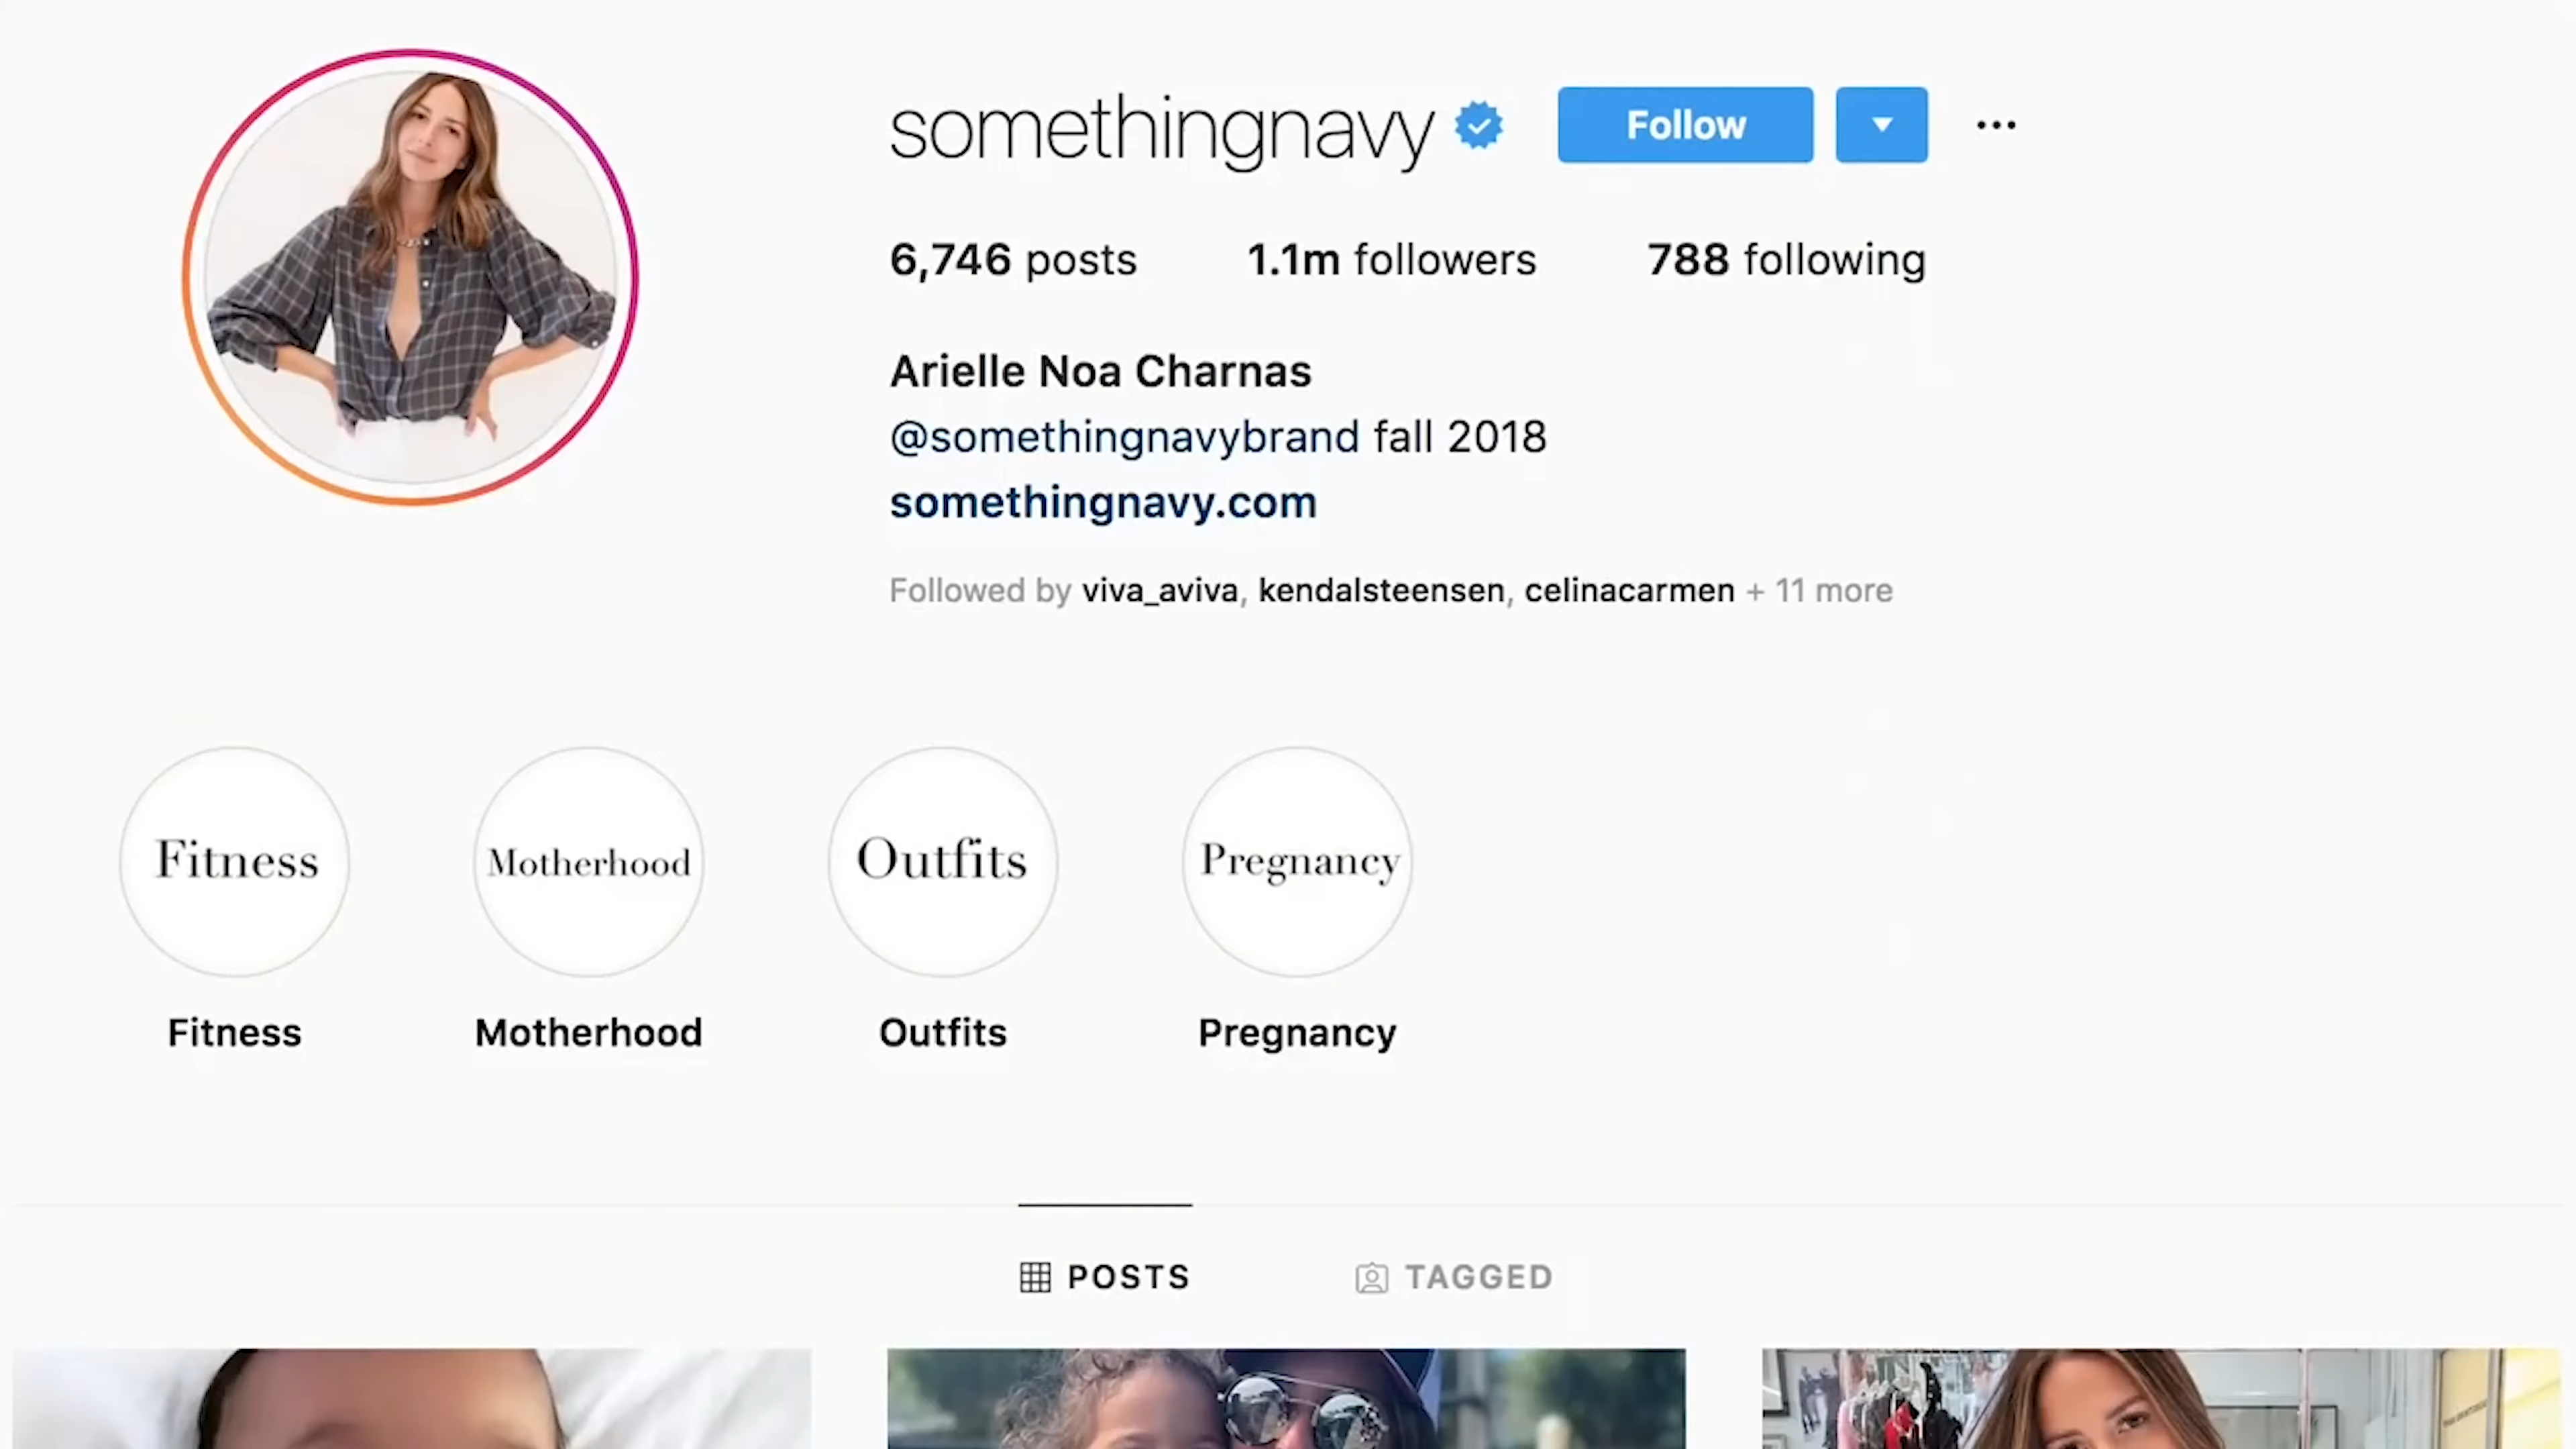 somethingnavy Follow
6,746 posts 1.1m followers 788 following
Arielle Noa Charnas
@somethingnavybrand fall 2018
somethingnavy.com
Followed by viva_aviva, kendalsteensen, celinacarmen + 11 more
Fitness Motherhood Outfits Pregnancy
Fitness Motherhood Outfits Pregnancy
POSTS TAGGED